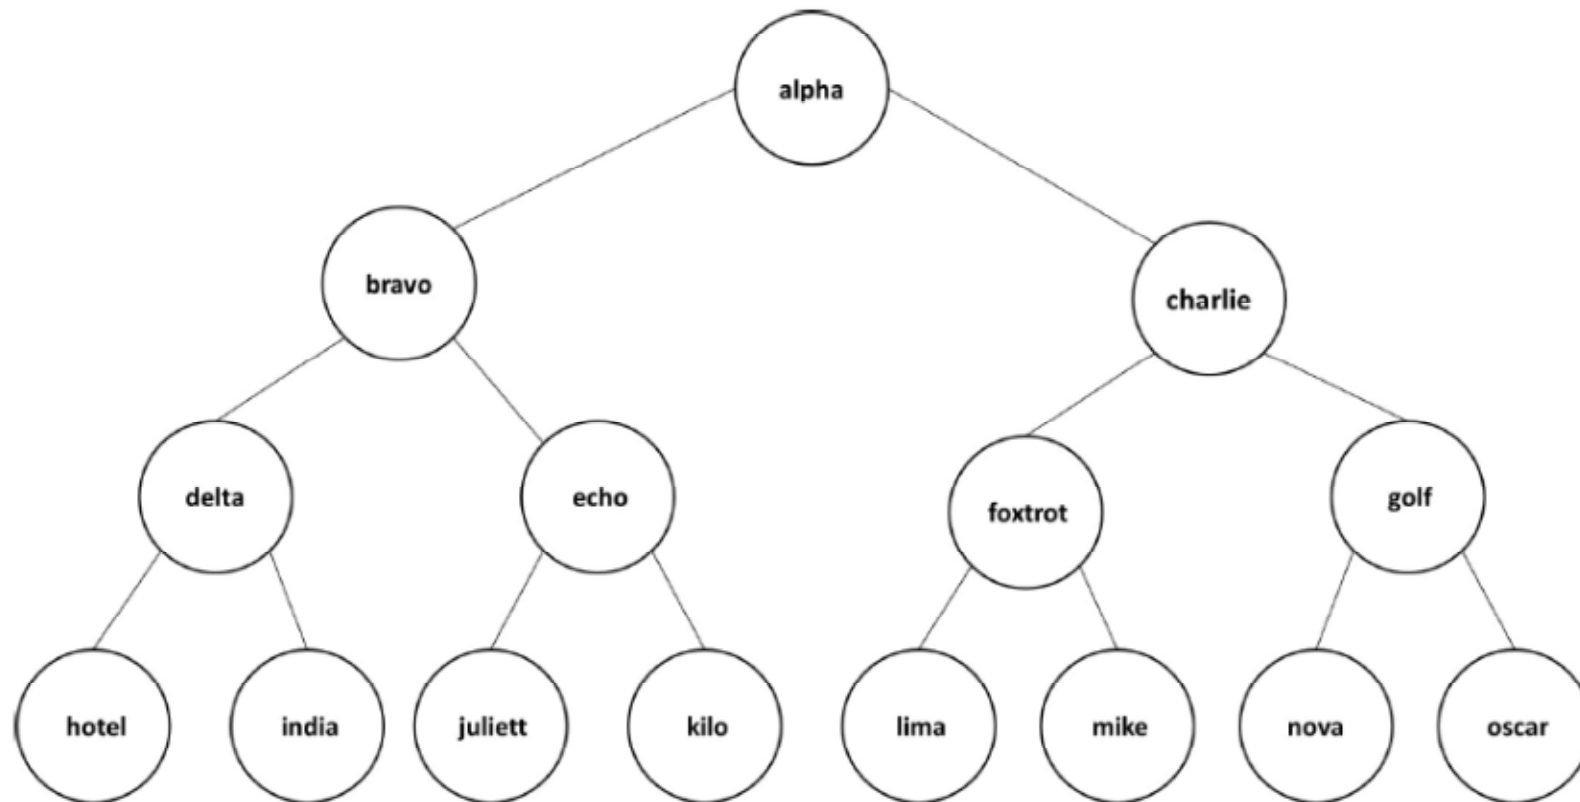 alpha
bravo
charlie
delta
echo
foxtrot
golf
hotel
india
juliett
kilo
lima
mike
nova
oscar